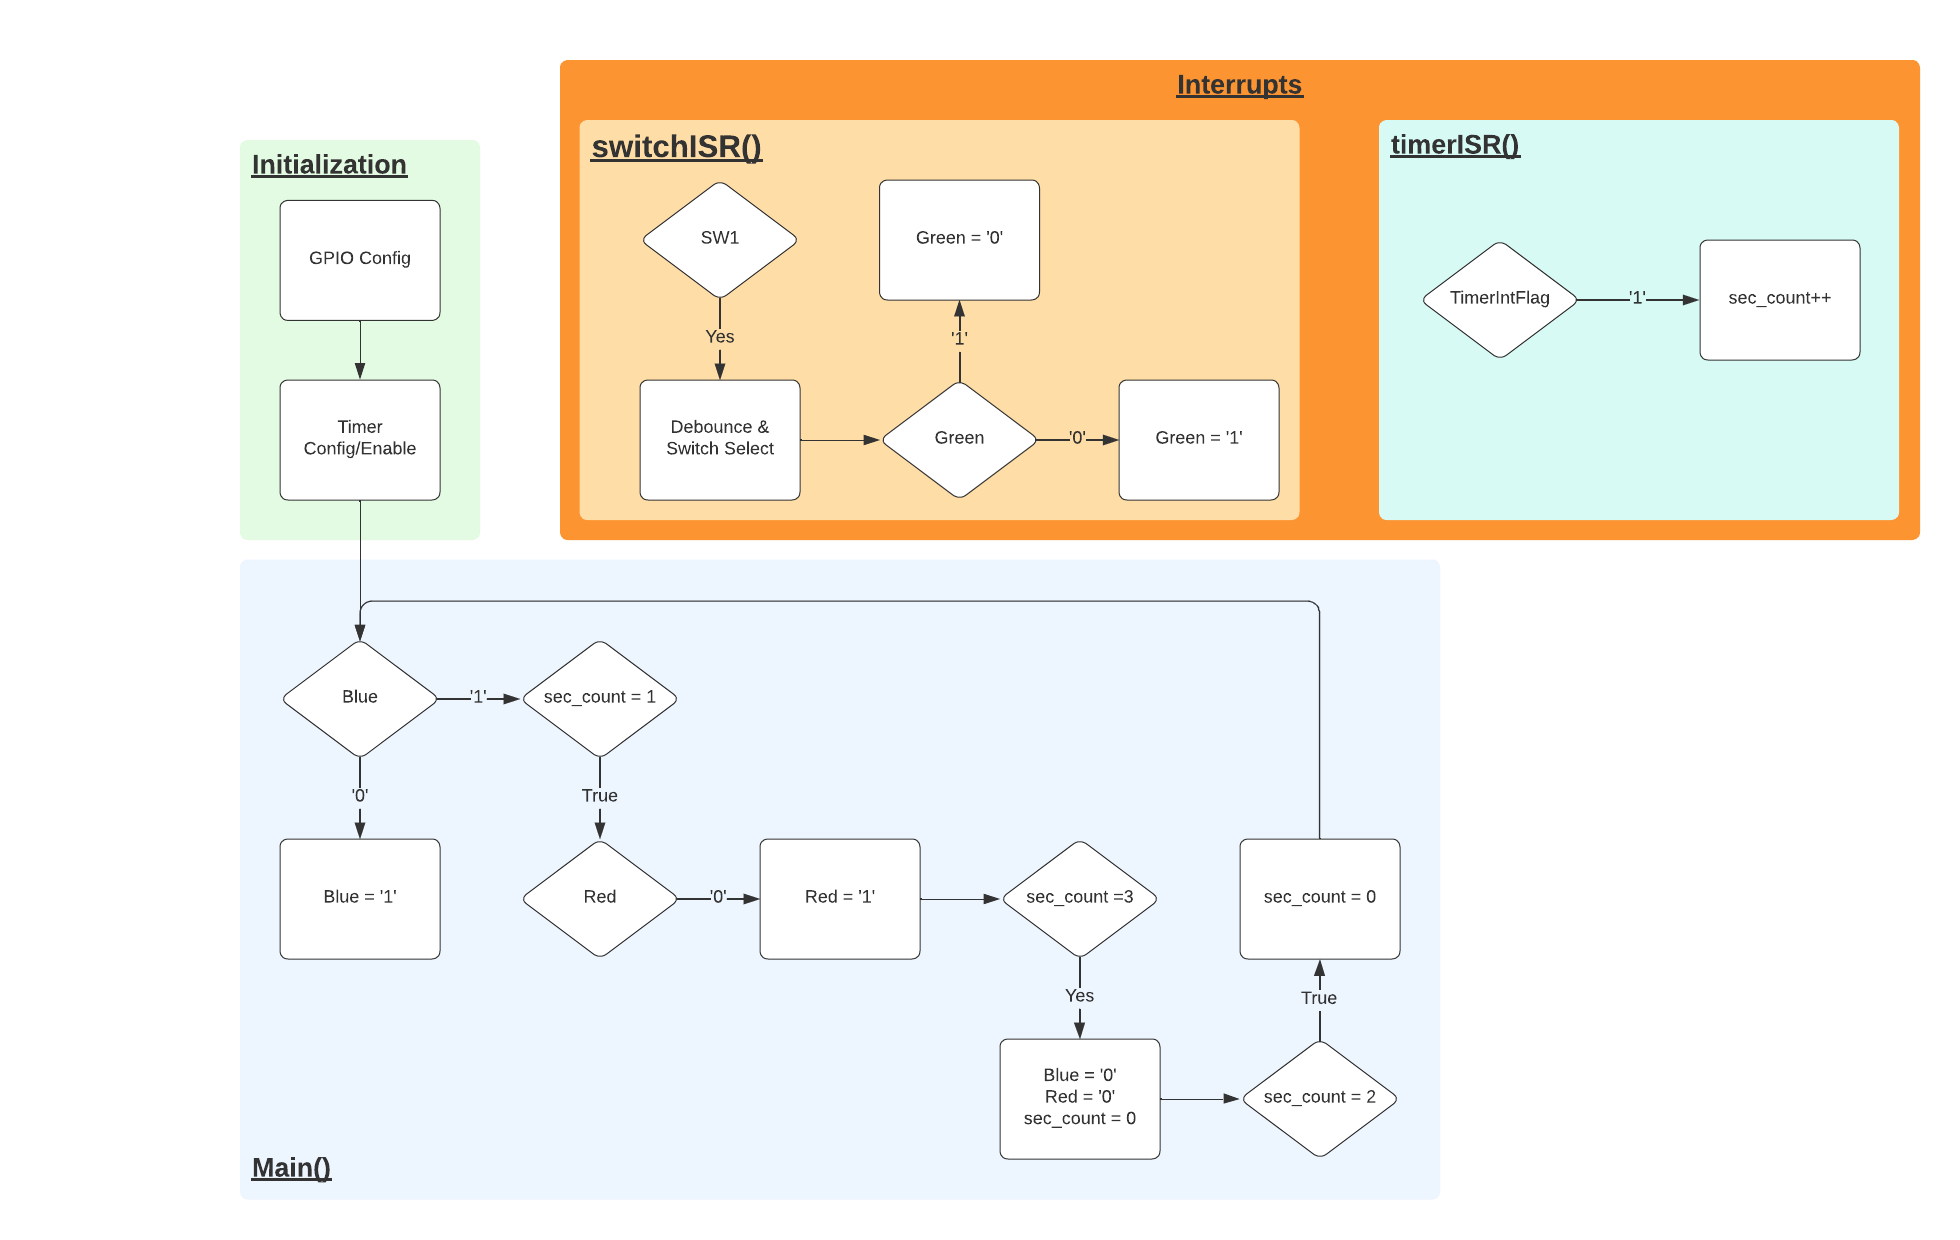 Interrupts
switchISR()
timerISR()
Initialization
SW1
Green = '0'
GPIO Config
TimerIntFlag
'1'
sec_count++
Yes
'1'
Timer
Config/Enable
Debounce &
Switch Select
Green
'0'
Green = '1'
Blue
'1'
sec_count = 1
'0'
True
Blue = '1'
Red
'0'
Red = '1'
sec_count =3
sec_count = 0
Yes
True
Blue = '0'
Red = '0'
sec_count = 0
sec_count = 2
Main()